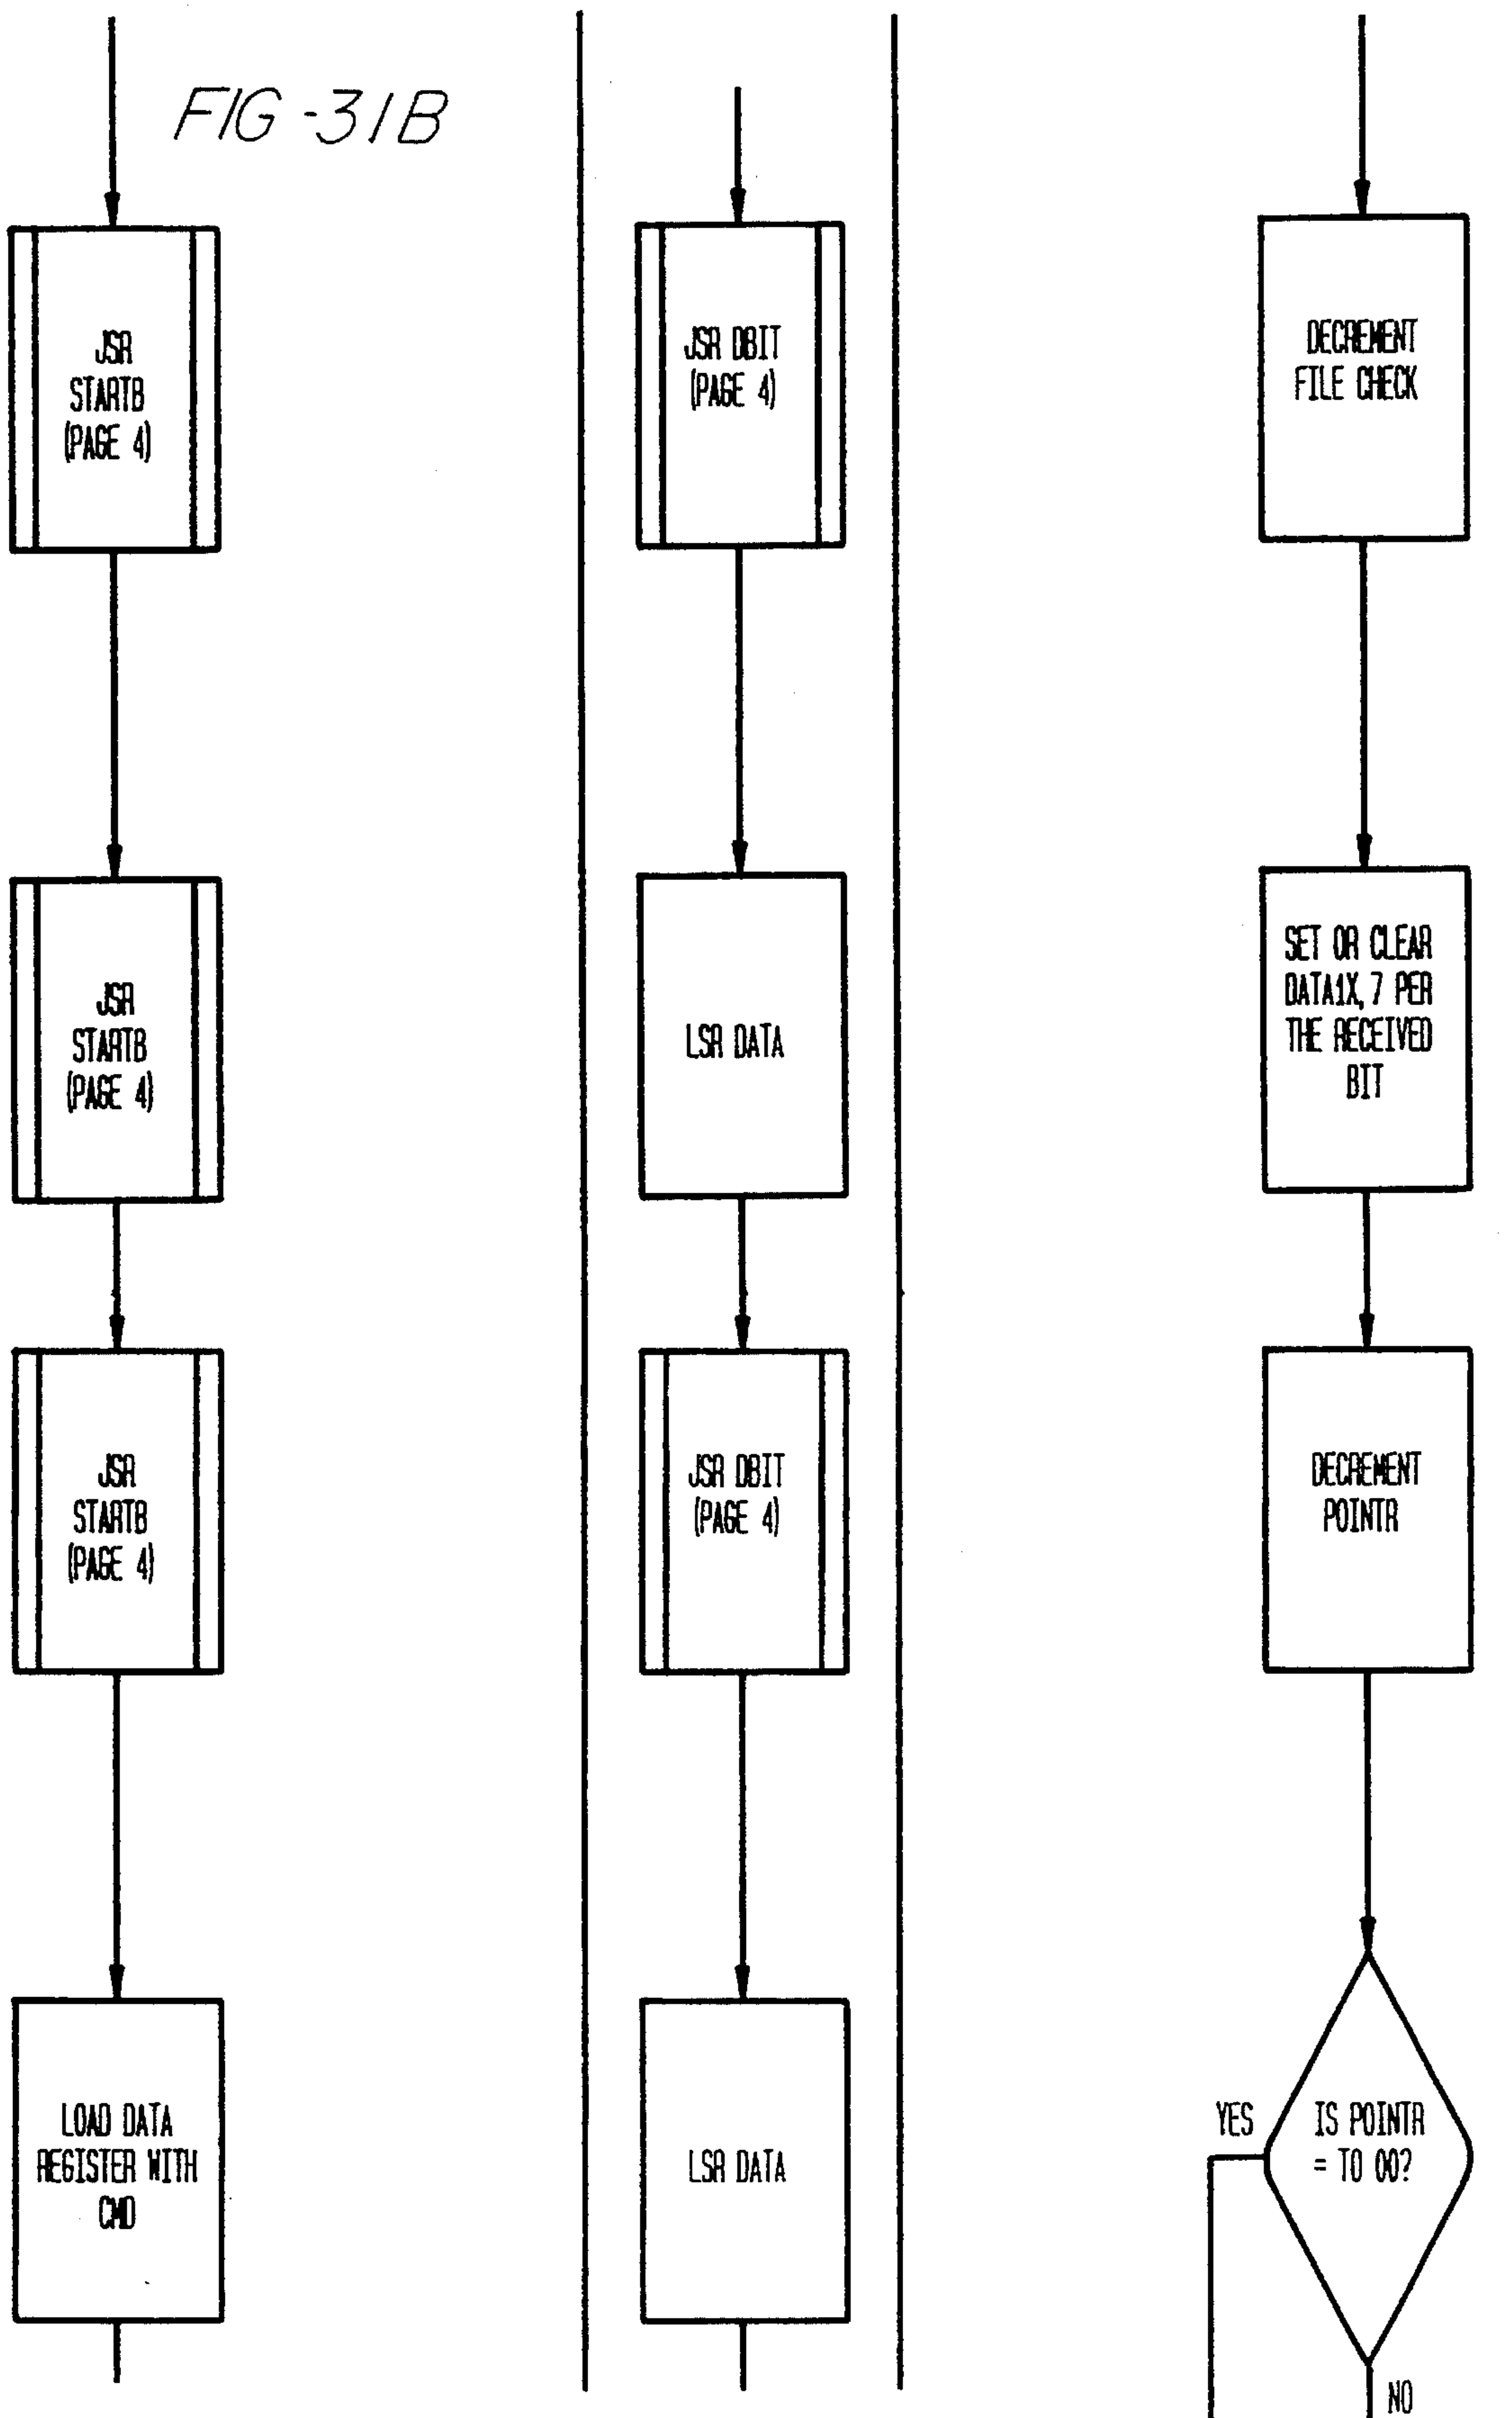 FIG-31B
JSR
STARTB
(PAGE 4)
JSR
STARTB
(PAGE 4)
JSR
STARTB
(PAGE 4)
LOAD DATA
REGISTER WITH
CMD
JSR DBIT
(PAGE 4)
LSR DATA
JSR DBIT
(PAGE 4)
LSR DATA
DECREMENT
FILE CHECK
SET OR CLEAR
DATA1X, 7 PER
THE RECEIVED
BIT
DECREMENT
POINTR
YES
IS POINTR
= TO 00?
NO